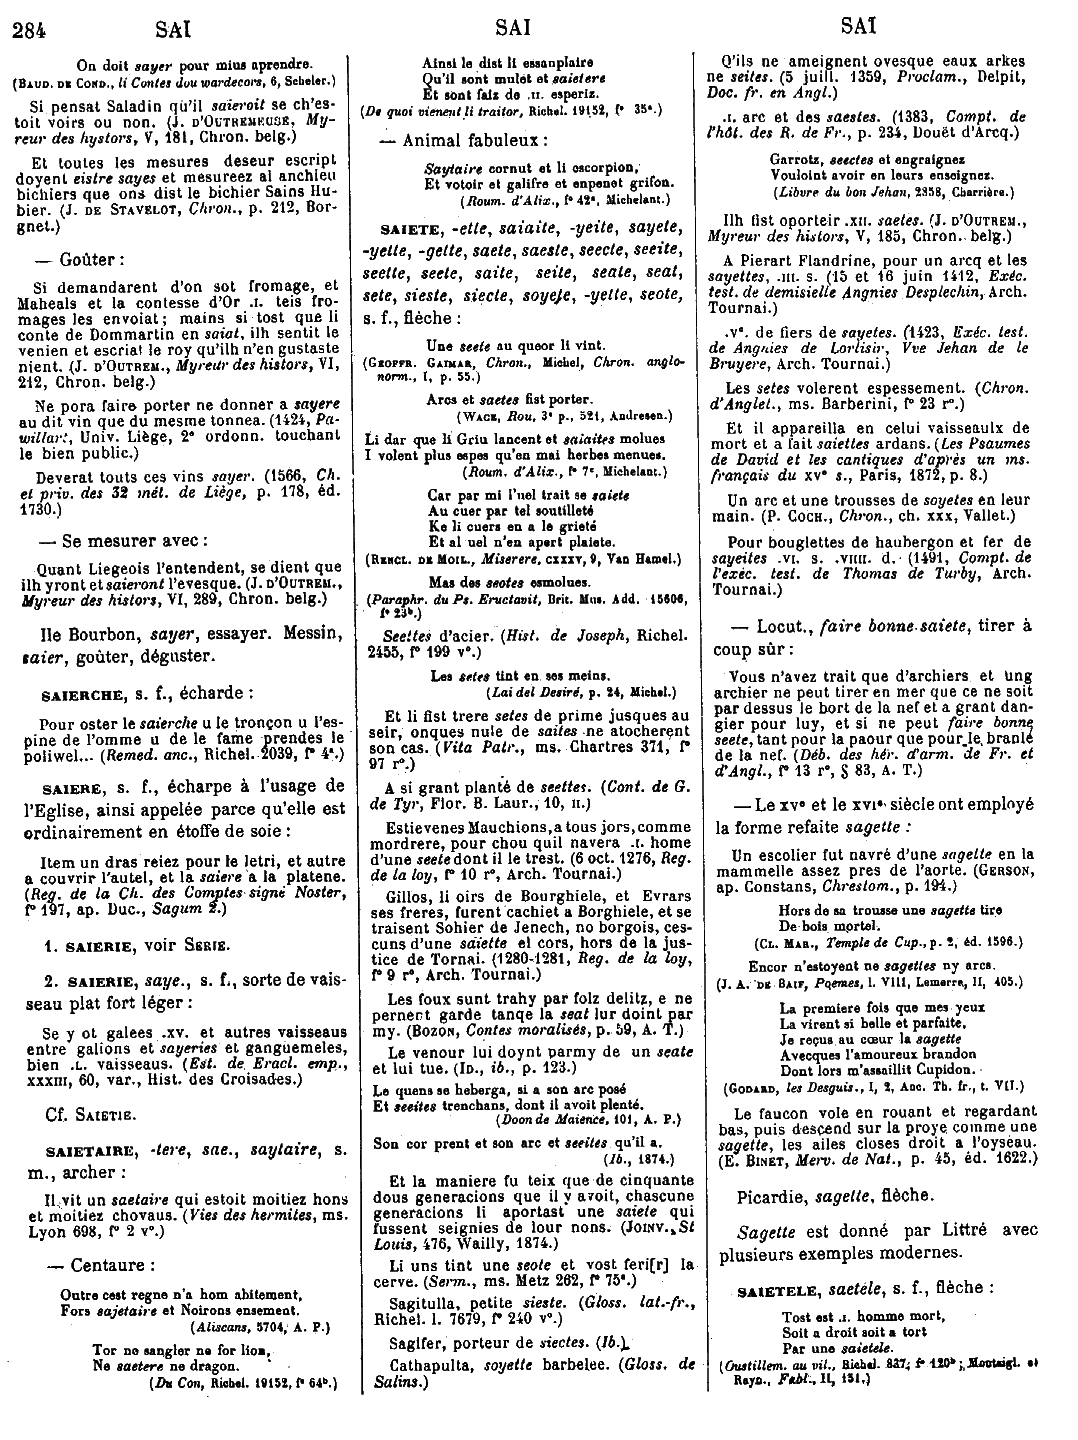 284 SAI SAI SAI
On doit sayer pour mius aprendre.
(BAUD. DE COND., li Contes dou wardecors, 6, Scheler.)
Si pensat Saladin qu'il saieroit se ch'es-
toit voirs ou non. (J. D'OUTREMEUSE, My-
reur des hystors, V, 181, Chron. belg.)
Et toutes les mesures deseur escript
doyent eistre sayes et mesureez al anchieu
bichiers que ons dist le bichier Sains Hu-
bier. (J. DE STAVELOT, Chron., p. 212, Bor-
gnet.)
— Goûter :
Si demandarent d'on sot fromage, et
Maheals et la contesse d'Or .I. teis fro-
mages les envoiat ; mains si tost que li
conte de Dommartin en saiat, ilh sentit le
venien et escriat le roy qu'ilh n'en gustaste
nient. (J. D'OUTREM., Myreur des histors, VI,
212, Chron. belg.)
Ne pora faire porter ne donner a sayere
au dit vin que du mesme tonnea. (1424, Pa-
willart, Univ. Liège, 2e ordonn. touchant
le bien public.)
Deverat touts ces vins sayer. (1566, Ch.
et priv. des 32 mét. de Liège, p. 178, éd.
1730.)
— Se mesurer avec :
Quant Liegeois l'entendent, se dient que
ilh yront et saieront l'evesque. (J. D'OUTREM.,
Myreur des histors, VI, 289, Chron. belg.)
Ile Bourbon, sayer, essayer. Messin,
saier, goûter, déguster.
SAIERCHE, s. f., écharde :
Pour oster le saierche u le tronçon u l'es-
pine de l'omme u de le fame prendes le
poliwel... (Remed. anc., Richel. 2039, fº 4a.)
SAIERE, s. f., écharpe à l'usage de
l'Eglise, ainsi appelée parce qu'elle est
ordinairement en étoffe de soie :
Item un dras reiez pour le letri, et autre
a couvrir l'autel, et la saiere a la platene.
(Reg. de la Ch. des Comptes signé Noster,
fº 197, ap. Duc., Sagum 2.)
1. SAIERIE, voir SERIE.
2. SAIERIE, saye., s. f., sorte de vais-
seau plat fort léger :
Se y ot galees .XV. et autres vaisseaus
entre galions et sayeries et ganguemeles,
bien .L. vaisseaus. (Est. de Eracl. emp.,
XXXIII, 60, var., Hist. des Croisades.)
Cf. SAIETIE.
SAIETAIRE, -tere, sae., saytaire, s.
m., archer :
Il vit un saetaire qui estoit moitiez hons
et moitiez chovaus. (Vies des hermites, ms.
Lyon 698, fº 2 vº.)
— Centaure :
Outre cest regne n'a hom abitement,
Fors sajetaire et Noirons ensement.
(Aliscans, 5704, A. P.)
Tor ne sangler ne for lion,
Ne saetere ne dragon.
(Du Con, Richel. 19152, fº 64b.)
Ainsi le dist li essanplaire
Qu'il sont mulet et saietere
Et sont faiz de .II. esperiz.
(De quoi vienent li traitor, Richel. 19152, fº 35a.)
— Animal fabuleux :
Saytaire cornut et li escorpion,
Et votoir et galifre et enpenet grifon.
(Roum. d'Alix., fº 42a, Michelant.)
SAIETE, -ette, saiaite, -yeite, sayete,
-yette, -gette, saete, saeste, seecte, seeite,
seette, seete, saite, seite, seate, seat,
sete, sieste, siecte, soyete, -yette, seote,
s. f., flèche :
Une seete au queor li vint.
(GEOFFR. GAIMAR, Chron., Michel, Chron. anglo-
norm., I, p. 55.)
Ares et saetes fist porter.
(WACE, Rou, 3e p., 521, Andresen.)
Li dar que li Griu lancent et saiaites molues
I volent plus espes qu'en mai herbes menues.
(Roum. d'Alix., fº 7c, Michelant.)
Car par mi l'uel trait se saiete
Au cuer par tel soutilleté
Ke li cuers en a le grieté
Et al uel n'en apert plaiete.
(RENCL. DE MOIL., Miserere, CXXXV, 9, Van Hamel.)
Mas des seotes esmolues.
(Paraphr. du Ps. Eructavit, Brit. Mus. Add. 15606,
fº 23b.)
Seettes d'acier. (Hist. de Joseph, Richel.
2455, fº 199 vº.)
Les setes tint en ses meins.
(Lai del Desiré, p. 24, Michel.)
Et li fist trere setes de prime jusques au
seir, onques nule de saites ne atocherent
son cas. (Vita Patr., ms. Chartres 371, fº
97 rº.)
A si grant planté de seettes. (Cont. de G.
de Tyr, Flor. B. Laur., 10, II.)
Estievenes Mauchions, a tous jors, comme
mordrere, pour chou quil navera .I. home
d'une seete dont il le trest. (6 oct. 1276, Reg.
de la loy, fº 10 rº, Arch. Tournai.)
Gillos, li oirs de Bourghiele, et Evrars
ses freres, furent cachiet a Borghiele, et se
traisent Sohier de Jenech, no borgois, ces-
cuns d'une saiette el cors, hors de la jus-
tice de Tornai. (1280-1281, Reg. de la loy,
fº 9 rº, Arch. Tournai.)
Les foux sunt trahy par folz delitz, e ne
pernent garde tanqe la seat lur doint par
my. (BOZON, Contes moralisés, p. 59, A. T.)
Le venour lui doynt parmy de un seate
et lui tue. (ID., ib., p. 123.)
Le quens se heberga, si a son arc posé
Et seeites trenchans, dont il avoit plenté.
(Doon de Maience, 101, A. P.)
Son cor prent et son arc et seeites qu'il a.
(Ib., 1874.)
Et la maniere fu teix que de cinquante
dous generacions que il y avoit, chascune
generacions li aportast une saiete qui
fussent seignies de lour nons. (JOINV., St
Louis, 476, Wailly, 1874.)
Li uns tint une seote et vost feri[r] la
cerve. (Serm., ms. Metz 262, fº 75a.)
Sagitulla, petite sieste. (Gloss. lat.-fr.,
Richel. l. 7679, fº 240 vº.)
Sagifer, porteur de siectes. (Ib.)
Cathapulta, soyette barbelee. (Gloss. de
Salins.)
Q'ils ne ameignent ovesque eaux arkes
ne seites. (5 juill. 1359, Proclam., Delpit,
Doc. fr. en Angl.)
.I. arc et des saestes. (1383, Compt. de
l'hôt. des R. de Fr., p. 234, Douët d'Arcq.)
Garrotz, seectes et engraignez
Vouloint avoir en leurs enseignez.
(Libvre du bon Jehan, 2358, Charrière.)
Ilh fist oporteir .XII. saetes. (J. D'OUTREM.,
Myreur des histors, V, 185, Chron. belg.)
A Pierart Flandrine, pour un arcq et les
sayettes, .III. s. (15 et 16 juin 1412, Exéc.
test. de demisielle Angnies Desplechin, Arch.
Tournai.)
.Vc. de fiers de sayetes. (1423, Exéc. test.
de Angnies de Lorlisir, Vve Jehan de le
Bruyere, Arch. Tournai.)
Les setes volerent espessement. (Chron.
d'Anglet., ms. Barberini, fº 23 rº.)
Et il appareilla en celui vaisseaulx de
mort et a fait saiettes ardans. (Les Psaumes
de David et les cantiques d'après un ms.
français du XVe s., Paris, 1872, p. 8.)
Un arc et une trousses de soyetes en leur
main. (P. COCH., Chron., ch. XXX, Vallet.)
Pour bouglettes de haubergon et fer de
sayeites .VI. s. .VIIII. d. (1491, Compt. de
l'exéc. test. de Thomas de Turby, Arch.
Tournai.)
— Locut., faire bonne saiete, tirer à
coup sûr :
Vous n'avez trait que d'archiers et ung
archier ne peut tirer en mer que ce ne soit
par dessus le bort de la nef et a grant dan-
gier pour luy, et si ne peut faire bonne
seete, tant pour la paour que pour le branle
de la nef. (Déb. des hér. d'arm. de Fr. et
d'Angl., fº 13 rº, § 83, A. T.)
— Le XVe et le XVIe siècle ont employé
la forme refaite sagette :
Un escolier fut navré d'une sagette en la
mammelle assez pres de l'aorte. (GERSON,
ap. Constans, Chrestom., p. 194.)
Hors de sa trousse une sagette tire
De bois mortel.
(CL. MAR., Temple de Cup., p. 2, éd. 1596.)
Encor n'estoyent ne sagettes ny arcs.
(J. A. DE BAIF, Poemes, l. VIII, Lemerre, II, 405.)
La premiere fois que mes yeux
La virent si belle et parfaite,
Je reçus au cœur la sagette
Avecques l'amoureux brandon
Dont lors m'assaillit Cupidon.
(GODARD, les Desguis., I, 2, Anc. Th. fr., t. VII.)
Le faucon vole en rouant et regardant
bas, puis descend sur la proye comme une
sagette, les ailes closes droit a l'oyseau.
(E. BINET, Merv. de Nat., p. 45, éd. 1622.)
Picardie, sagette, flèche.
Sagette est donné par Littré avec
plusieurs exemples modernes.
SAIETELE, saetele, s. f., flèche :
Tost est .I. homme mort,
Soit a droit soit a tort
Par une saietele.
(Oustillem. au vil., Richel. 837, fº 120b ; Montaigl. et
Rayn., Fabl., II, 151.)